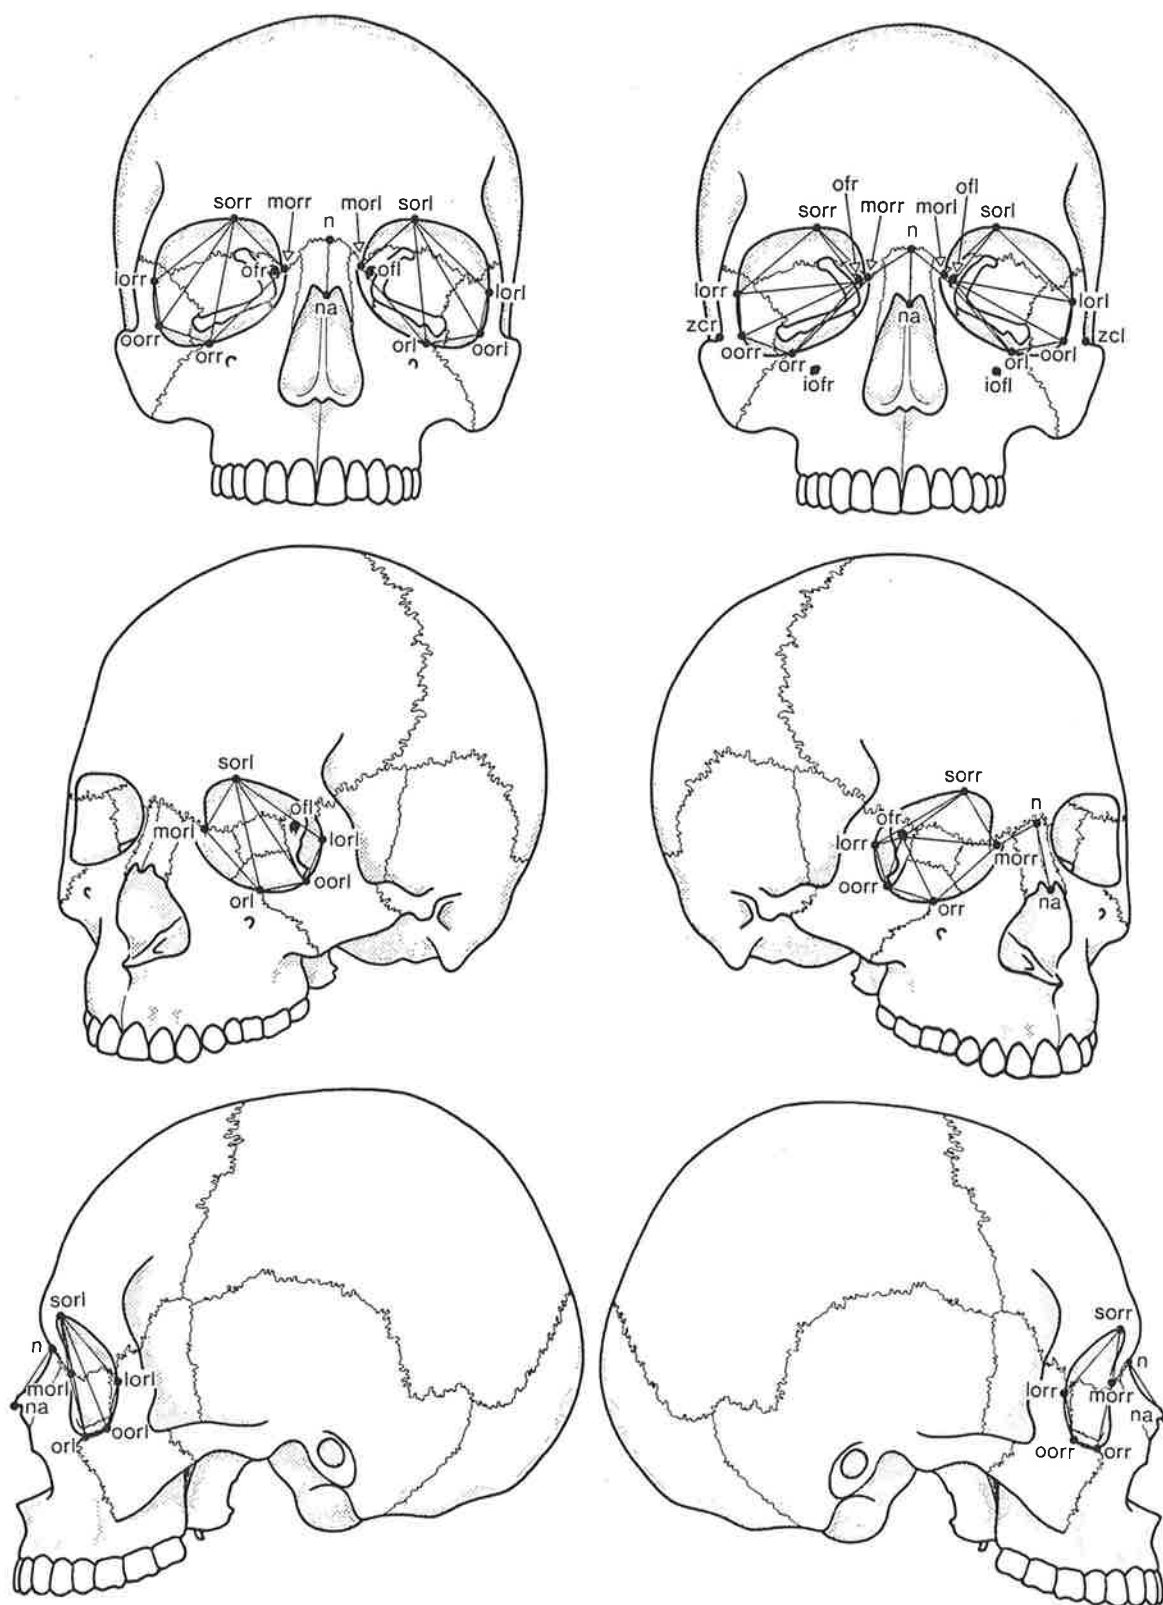 sorr morr n morl sorl
ofr ofl
lorr lorl
na
oorr orr orl oorl
ofr ofl
sorr morr n morl sorl
lorr lorl
na
zcr zcl
oorr orr orl oorl
iofr iofl
sorl
ofl
morl lorl
oorl
orl
sorr
n
ofr
lorr morr
oorr
orr na
sorl
n
morl lorl
na
oorl
orl
sorr
n
lorr morr
na
oorr orr